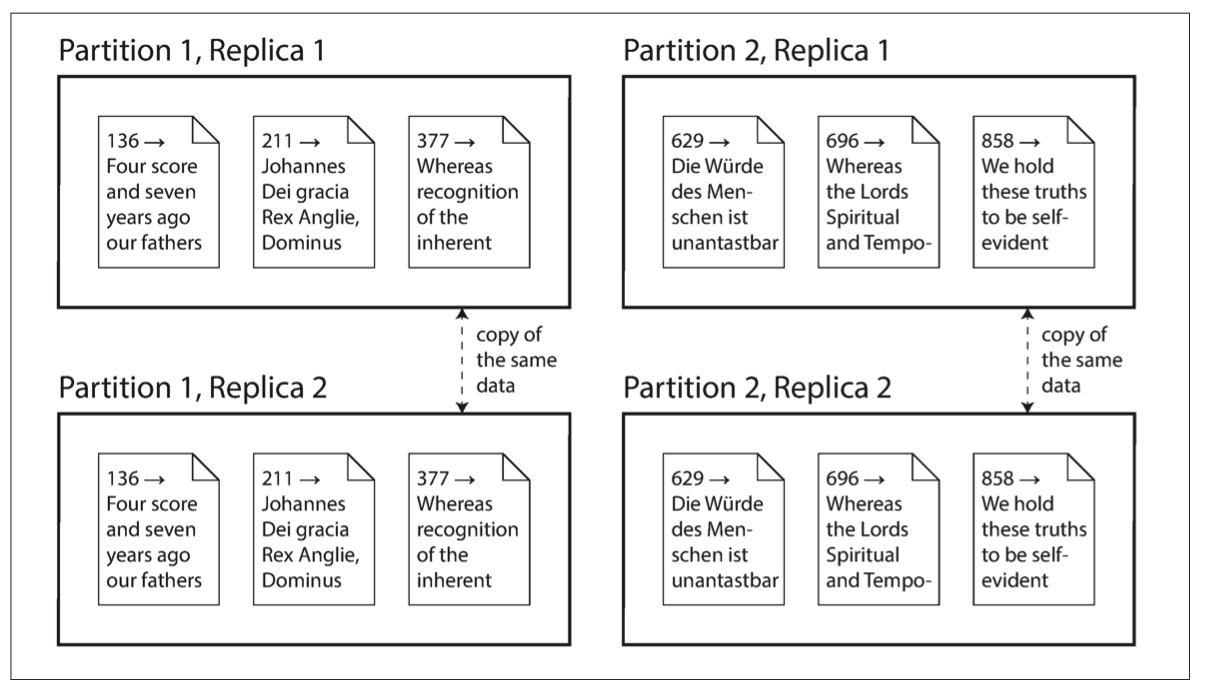 Partition 1, Replica 1
136 →
Four score
and seven
years ago
our fathers
211 →
Johannes
Dei gracia
Rex Anglie,
Dominus
377 →
Whereas
recognition
of the
inherent
Partition 2, Replica 1
629 →
Die Würde
des Men-
schen ist
unantastbar
696 →
Whereas
the Lords
Spiritual
and Tempo-
858 →
We hold
these truths
to be self-
evident
copy of
the same
data
copy of
the same
data
Partition 1, Replica 2
136 →
Four score
and seven
years ago
our fathers
211 →
Johannes
Dei gracia
Rex Anglie,
Dominus
377 →
Whereas
recognition
of the
inherent
Partition 2, Replica 2
629 →
Die Würde
des Men-
schen ist
unantastbar
696 →
Whereas
the Lords
Spiritual
and Tempo-
858 →
We hold
these truths
to be self-
evident